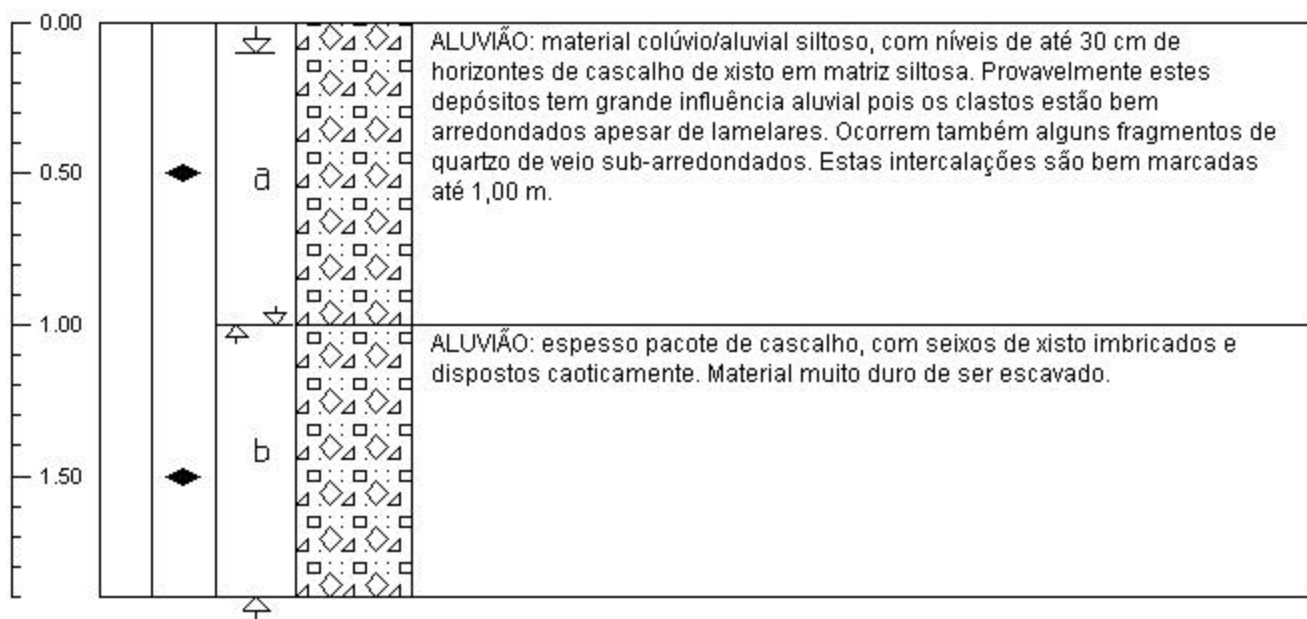 0.00
ALUVIÃO: material colúvio/aluvial siltoso, com níveis de até 30 cm de
horizontes de cascalho de xisto em matriz siltosa. Provavelmente estes
depósitos tem grande influência aluvial pois os clastos estão bem
arredondados apesar de lamelares. Ocorrem também alguns fragmentos de
quartzo de veio sub-arredondados. Estas intercalações são bem marcadas
até 1,00 m.
0.50
a
1.00
ALUVIÃO: espesso pacote de cascalho, com seixos de xisto imbricados e
dispostos caoticamente. Material muito duro de ser escavado.
b
1.50